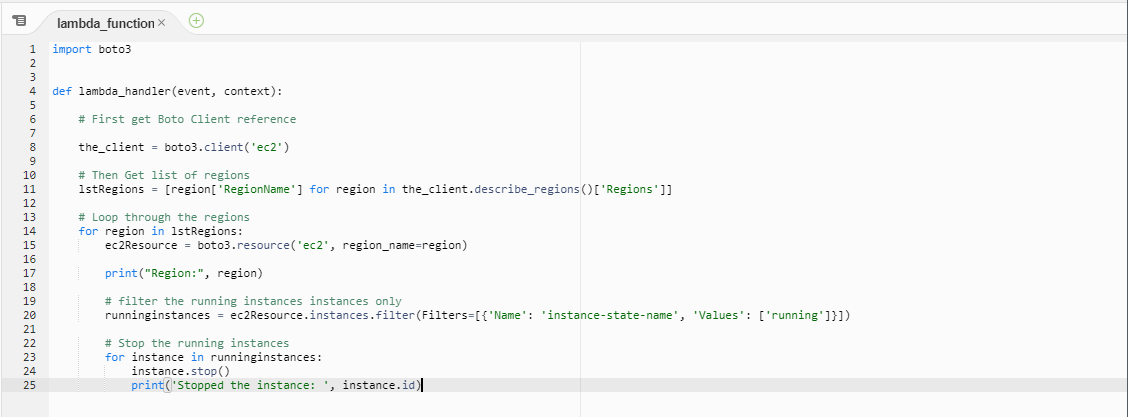 lambda_function ×
1 import boto3
2
3
4 def lambda_handler(event, context):
5
6     # First get Boto Client reference
7
8     the_client = boto3.client('ec2')
9
10     # Then Get list of regions
11     lstRegions = [region['RegionName'] for region in the_client.describe_regions()['Regions']]
12
13     # Loop through the regions
14     for region in lstRegions:
15         ec2Resource = boto3.resource('ec2', region_name=region)
16
17         print("Region:", region)
18
19         # filter the running instances instances only
20         runninginstances = ec2Resource.instances.filter(Filters=[{'Name': 'instance-state-name', 'Values': ['running']}])
21
22         # Stop the running instances
23         for instance in runninginstances:
24             instance.stop()
25             print('Stopped the instance: ', instance.id)